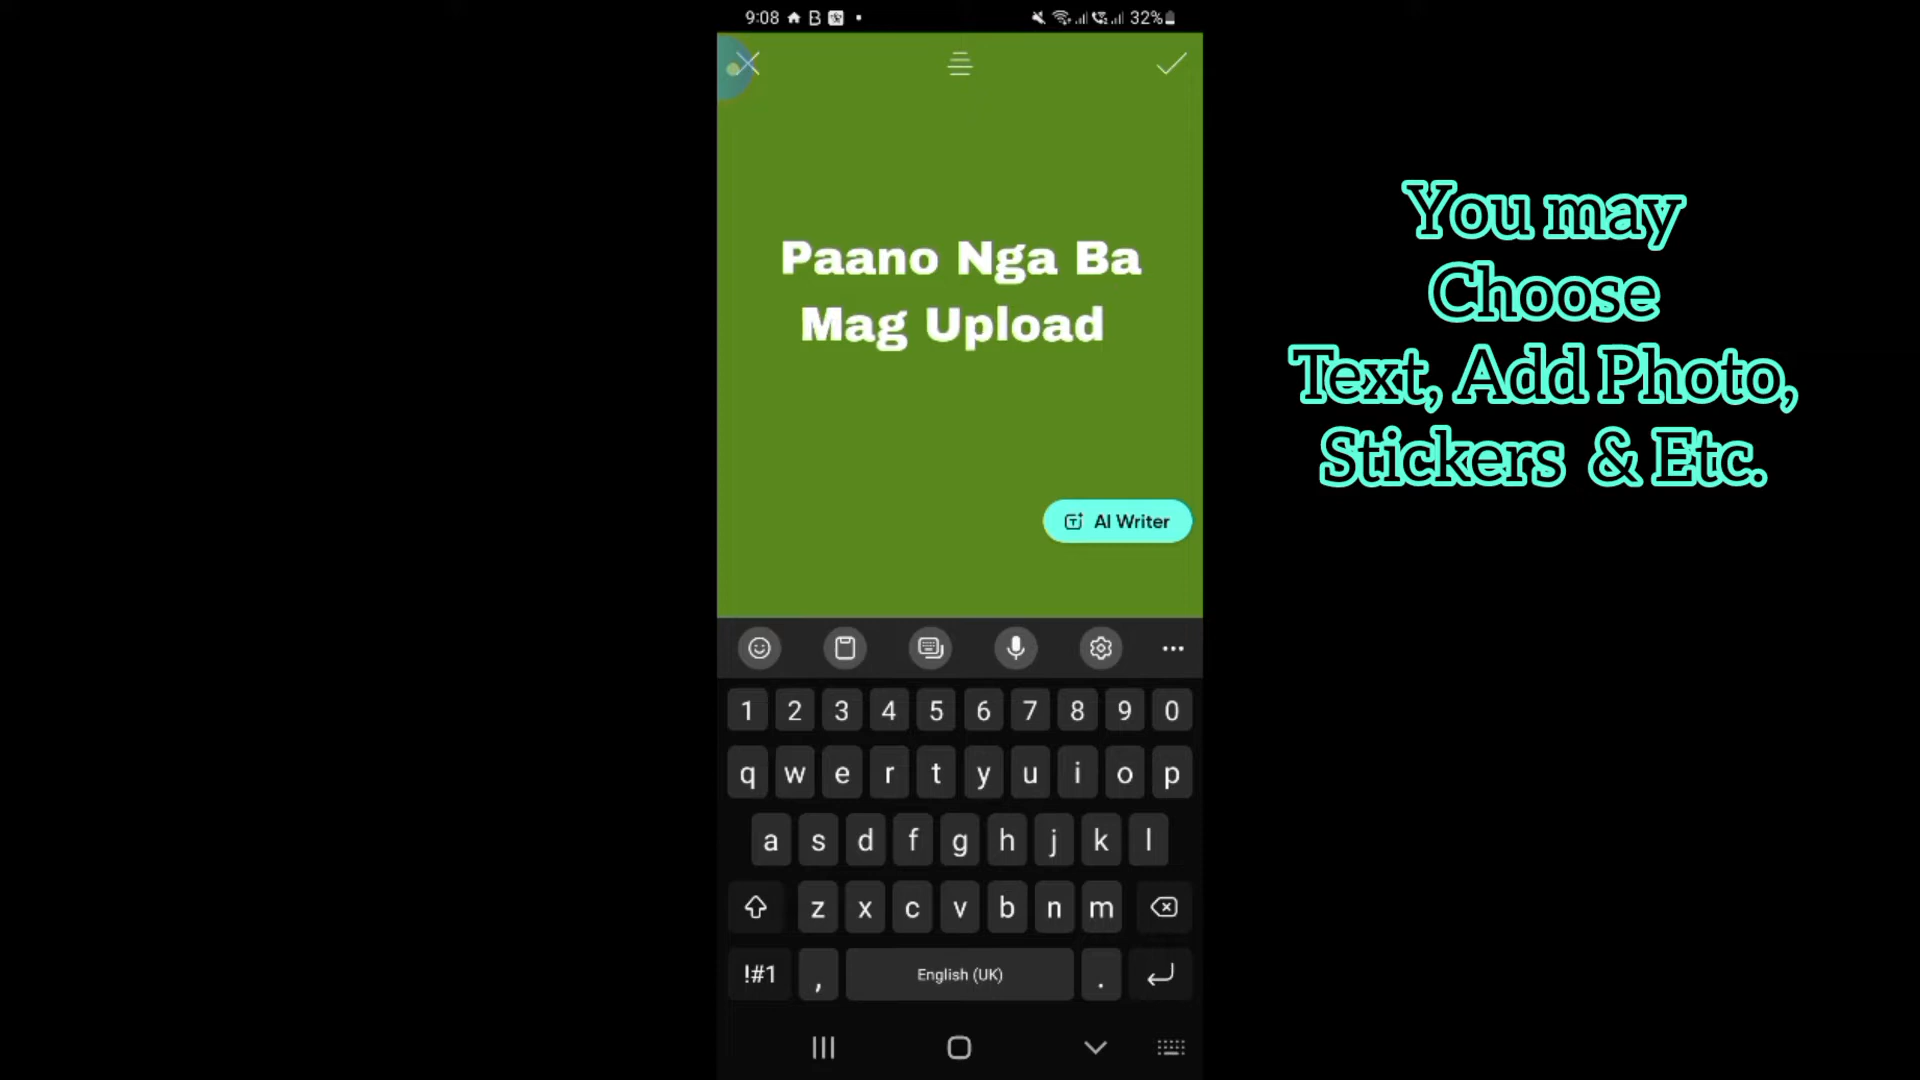 9:08 32%
Paano Nga Ba
Mag Upload
AI Writer
1 2 3 4 5 6 7 8 9 0
q w e r t y u i o p
a s d f g h j k l
z x c v b n m
!#1 , English (UK) .
You may
Choose
Text, Add Photo,
Stickers & Etc.